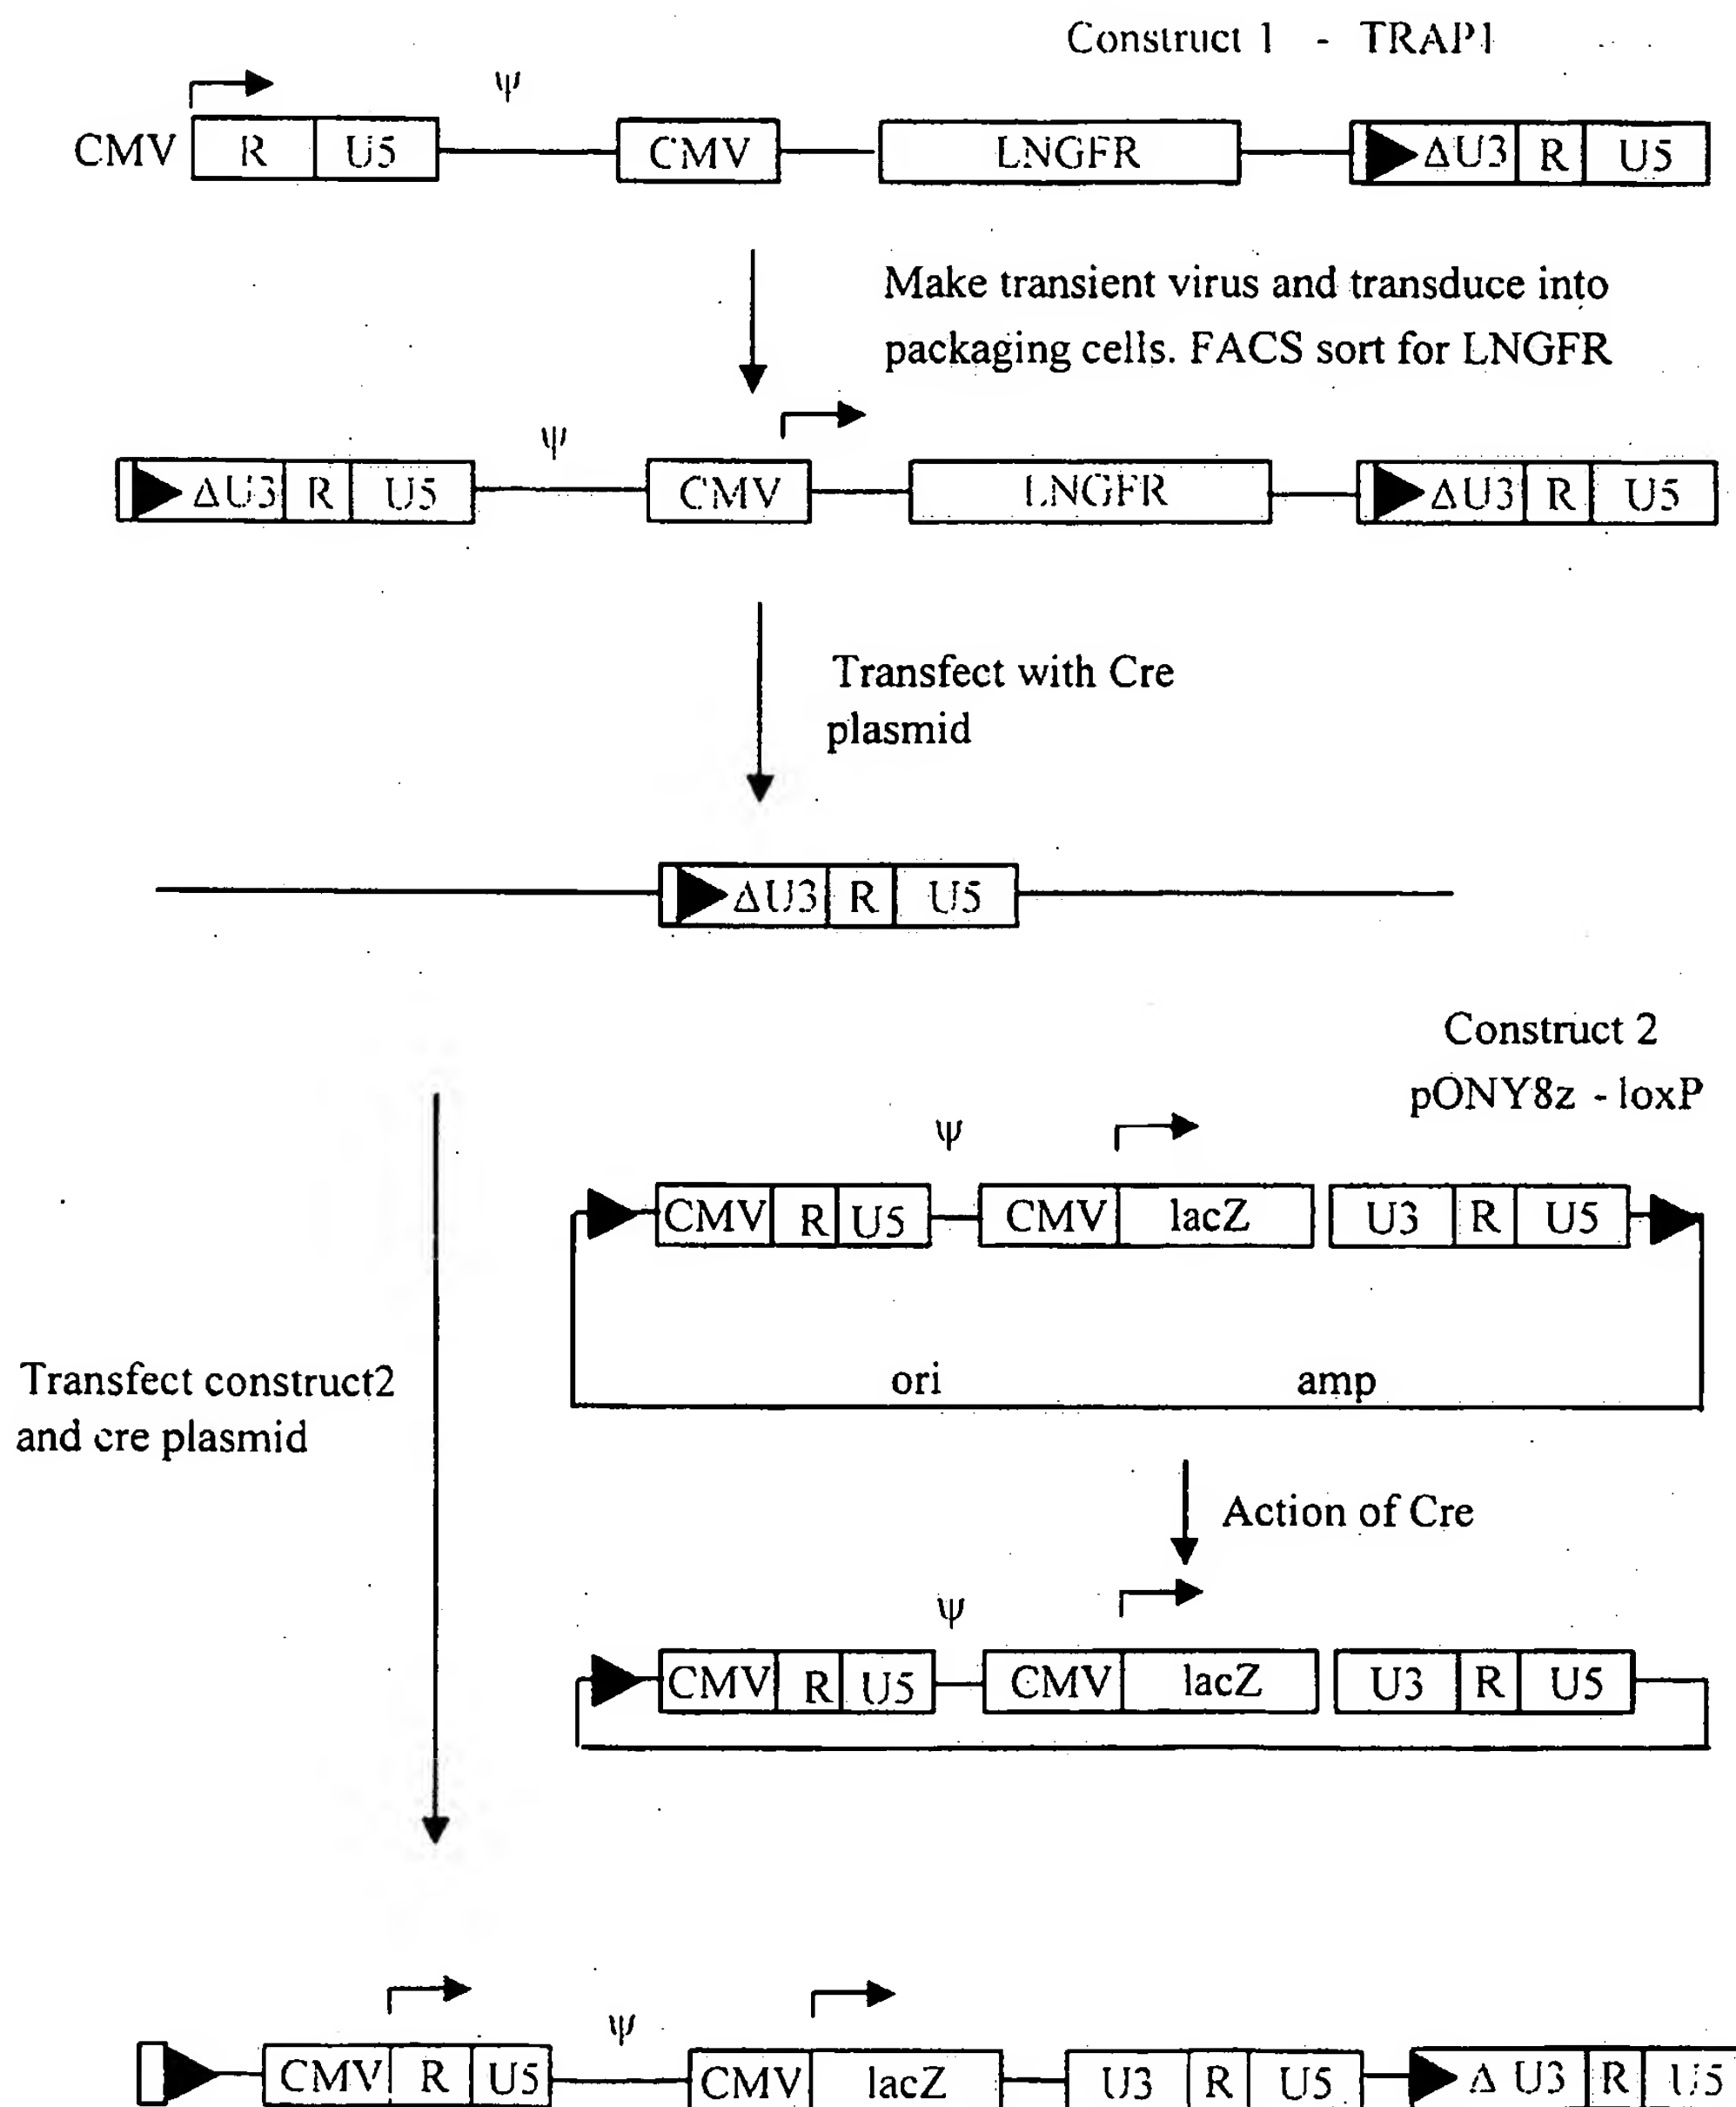 Construct 1 - TRAP1
ψ
CMV R U5 CMV LNGFR ΔU3 R U5
Make transient virus and transduce into
packaging cells. FACS sort for LNGFR
ψ
ΔU3 R U5 CMV LNGFR ΔU3 R U5
Transfect with Cre
plasmid
ΔU3 R U5
Construct 2
pONY8z - loxP
ψ
CMV R U5 CMV lacZ U3 R U5
ori amp
Transfect construct2
and cre plasmid
Action of Cre
ψ
CMV R U5 CMV lacZ U3 R U5
ψ
CMV R U5 CMV lacZ U3 R U5 Δ U3 R U5